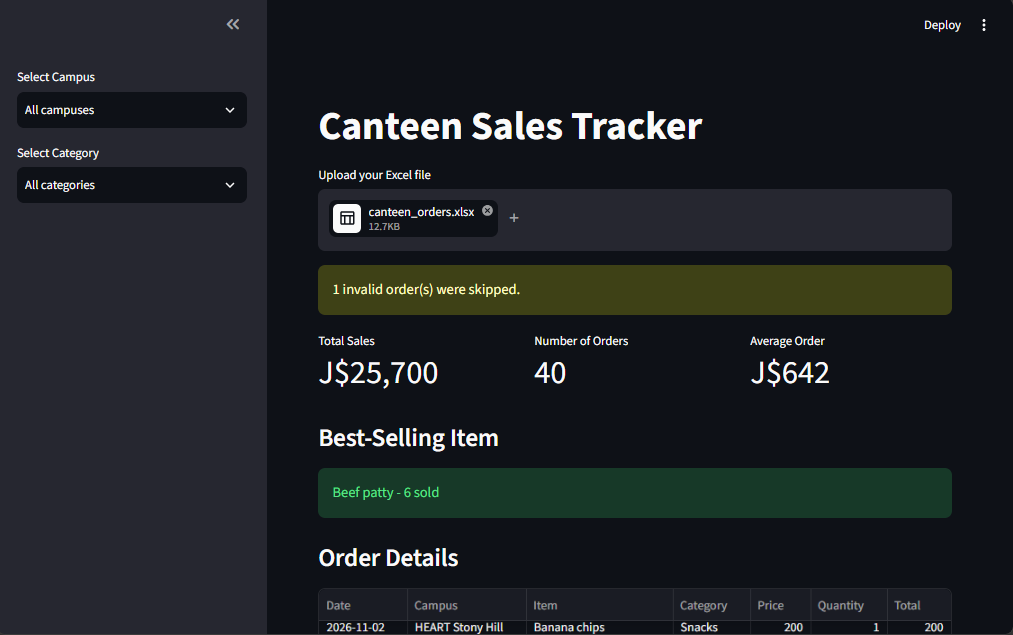 Deploy
Select Campus
All campuses
Select Category
All categories
Canteen Sales Tracker
Upload your Excel file
canteen_orders.xlsx
12.7KB
1 invalid order(s) were skipped.
Total Sales Number of Orders Average Order
J$25,700 40 J$642
Best-Selling Item
Beef patty - 6 sold
Order Details
Date Campus Item Category Price Quantity Total
2026-11-02 HEART Stony Hill Banana chips Snacks 200 1 200